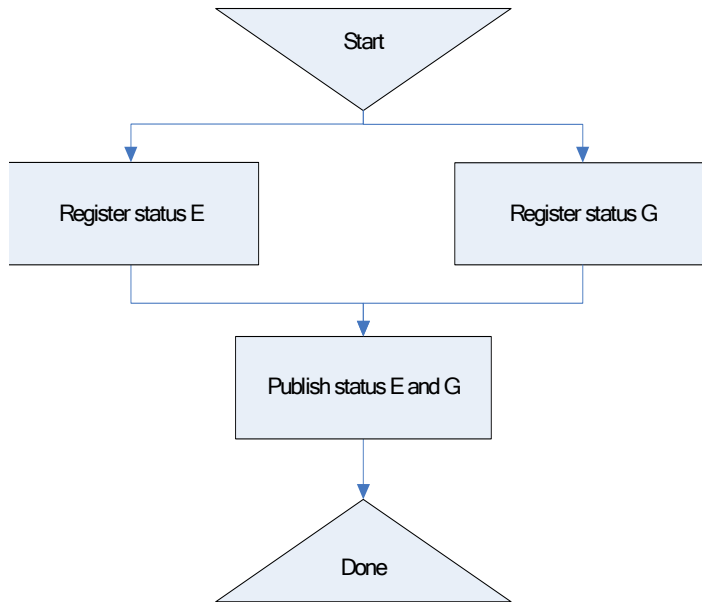 Start
Register status E
Register status G
Publish status E and G
Done